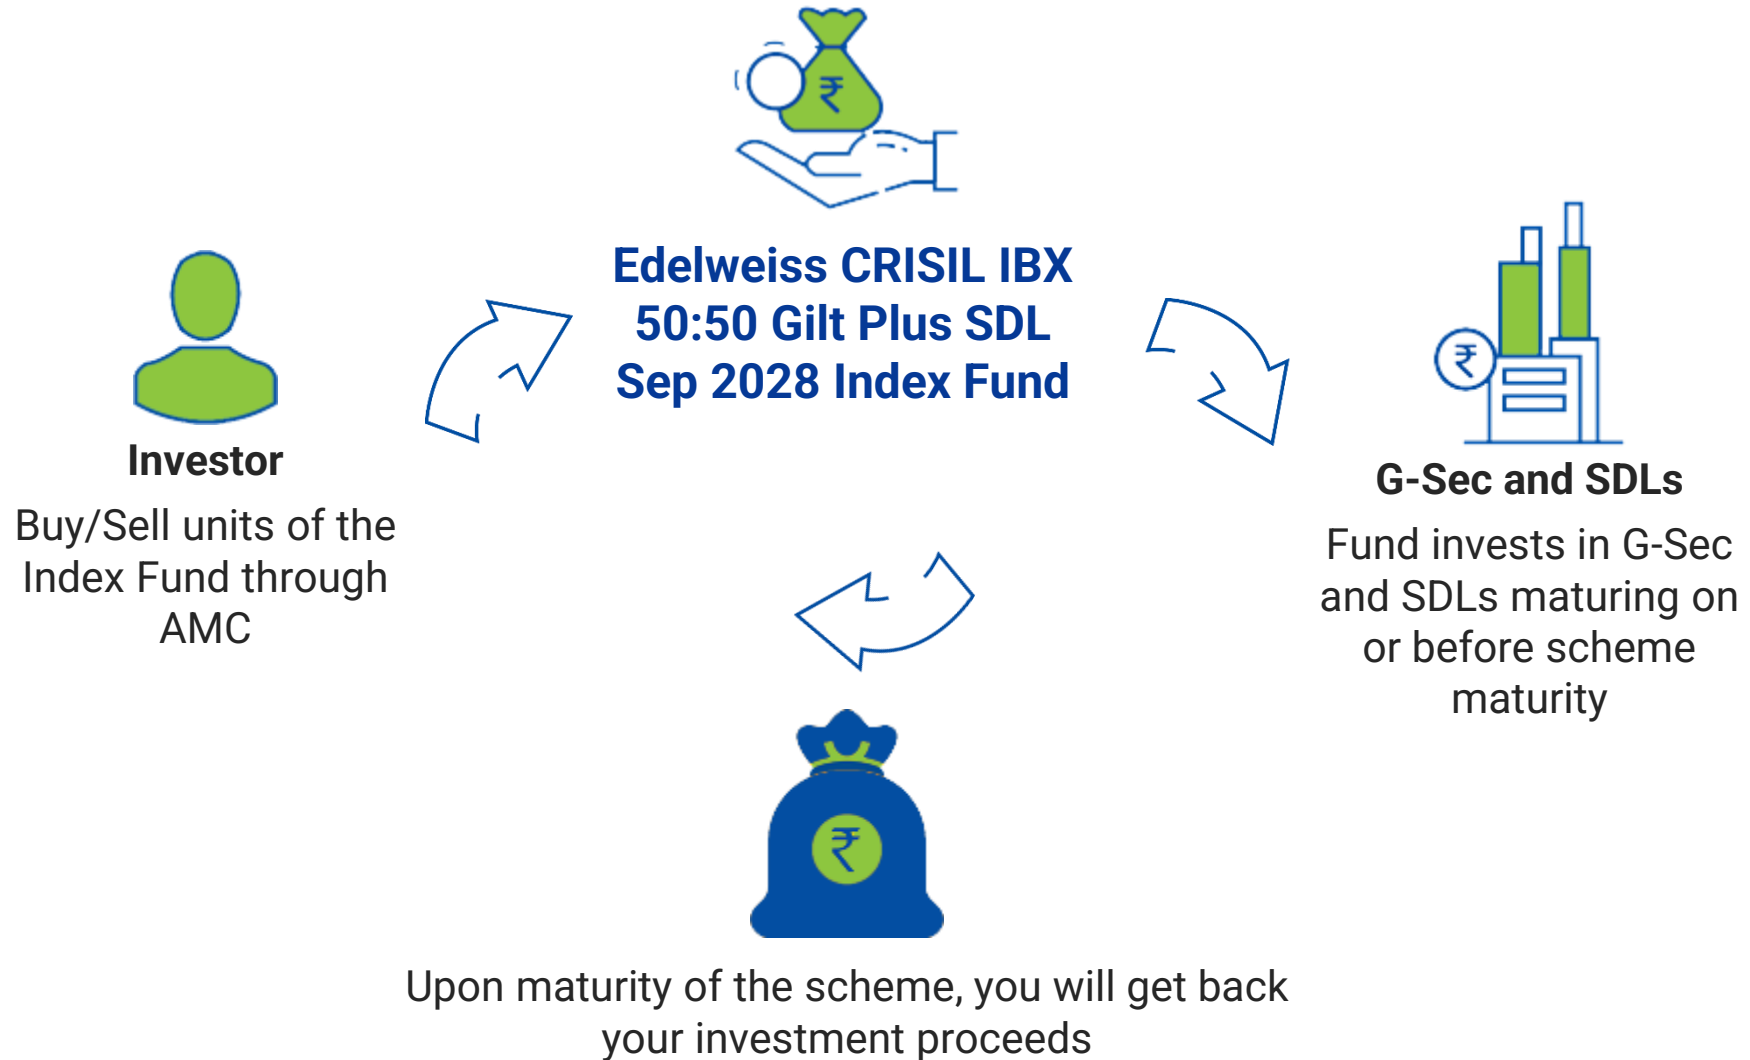 ₹
Edelweiss CRISIL IBX
50:50 Gilt Plus SDL
Sep 2028 Index Fund
Investor
Buy/Sell units of the
Index Fund through
AMC
₹
G-Sec and SDLs
Fund invests in G-Sec
and SDLs maturing on
or before scheme
maturity
₹
Upon maturity of the scheme, you will get back
your investment proceeds